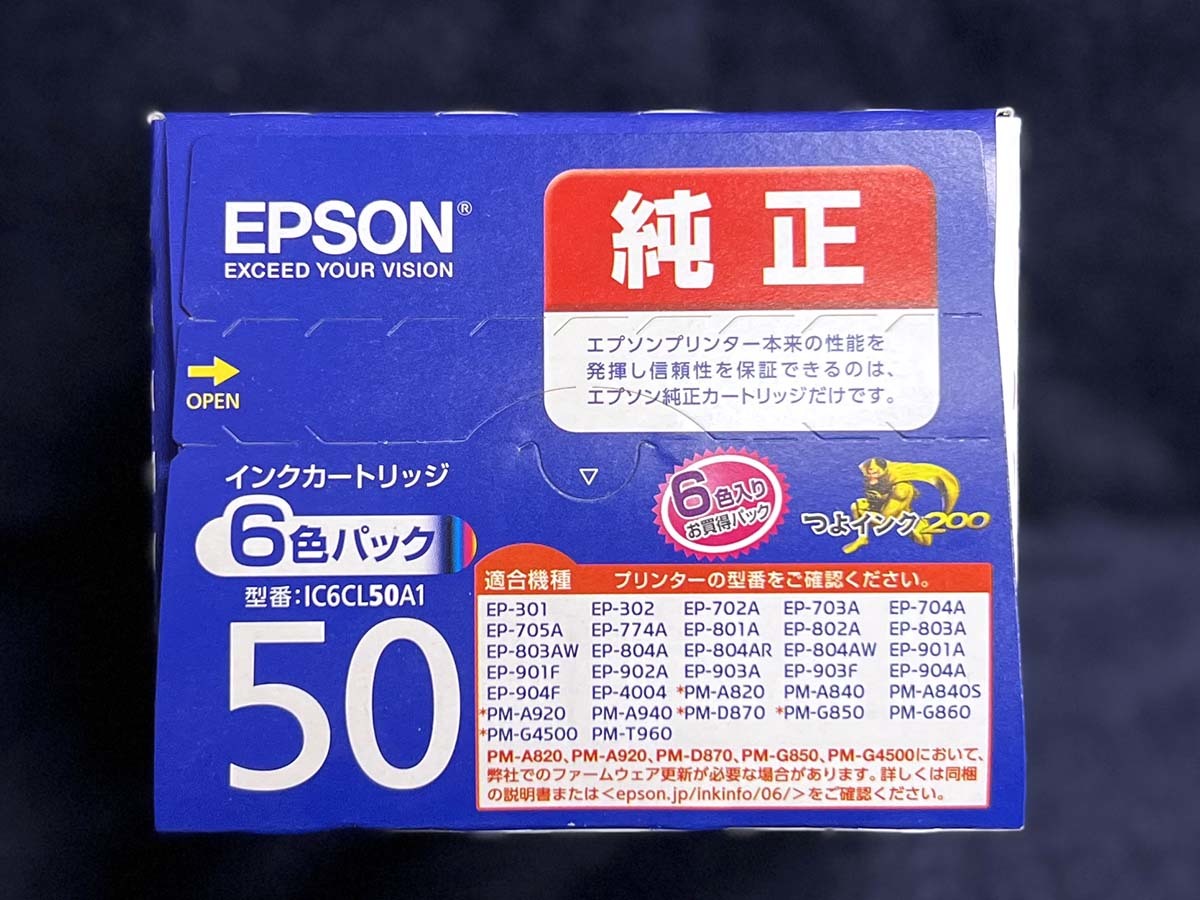 EPSON®
EXCEED YOUR VISION
純正
エプソンプリンター本来の性能を
発揮し信頼性を保証できるのは、
エプソン純正カートリッジだけです。
OPEN
インクカートリッジ
6色パック
型番:IC6CL50A1
50
6色入り
お買得パック
つよインク200
適合機種 プリンターの型番をご確認ください。
EP-301 EP-302 EP-702A EP-703A EP-704A
EP-705A EP-774A EP-801A EP-802A EP-803A
EP-803AW EP-804A EP-804AR EP-804AW EP-901A
EP-901F EP-902A EP-903A EP-903F EP-904A
EP-904F EP-4004 *PM-A820 PM-A840 PM-A840S
*PM-A920 PM-A940 *PM-D870 *PM-G850 PM-G860
*PM-G4500 PM-T960
PM-A820、PM-A920、PM-D870、PM-G850、PM-G4500において、
弊社でのファームウェア更新が必要な場合があります。詳しくは同梱
の説明書または<epson.jp/inkinfo/06/>をご確認ください。